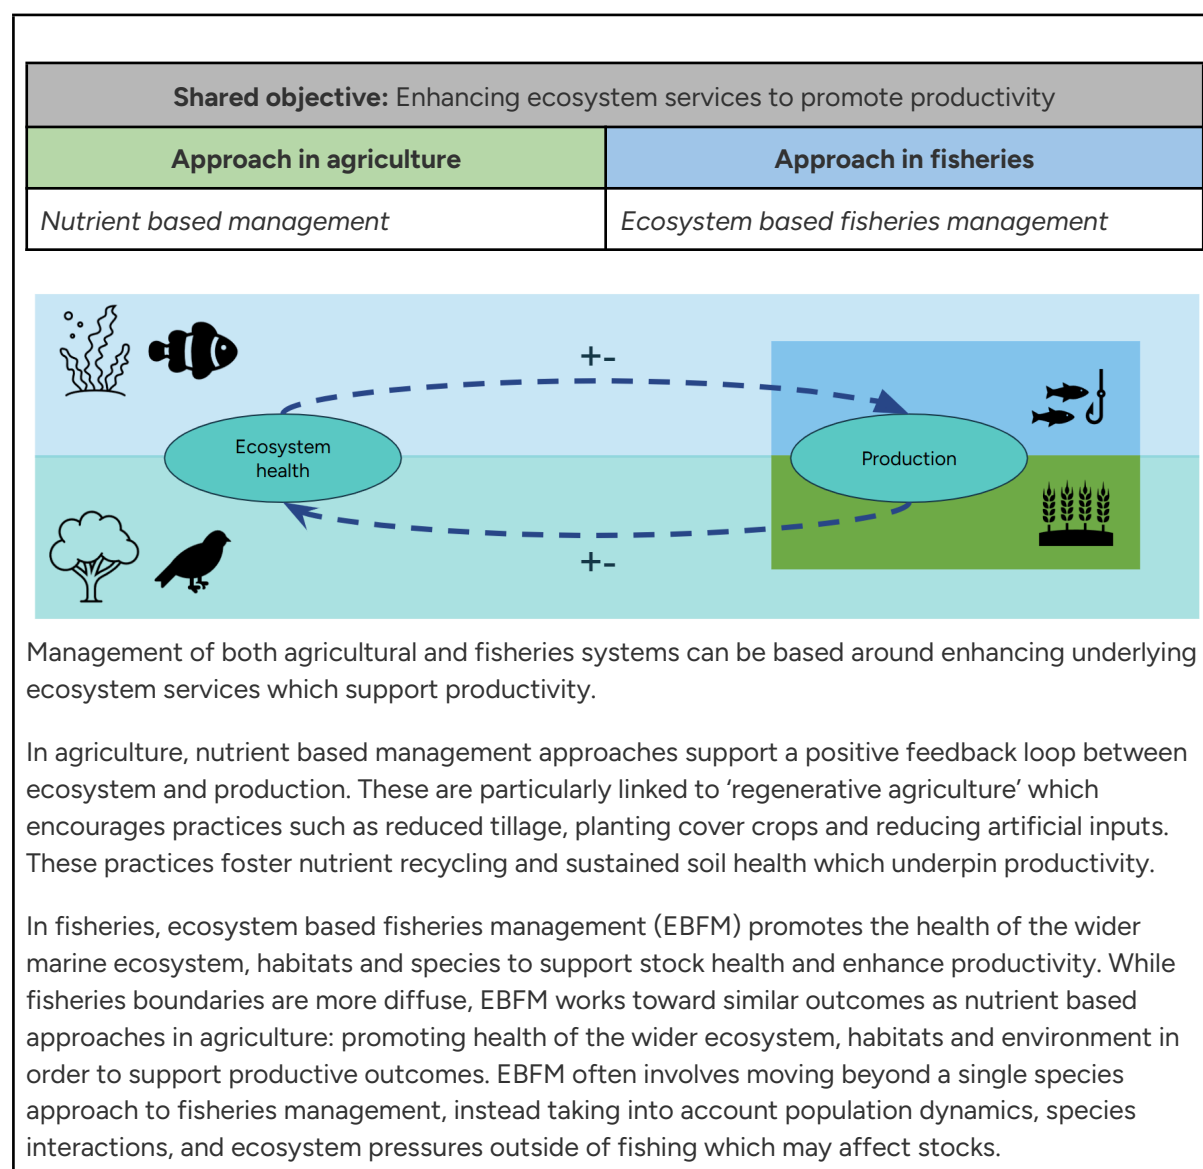 Shared objective: Enhancing ecosystem services to promote productivity
Approach in agriculture
Approach in fisheries
Nutrient based management
Ecosystem based fisheries management
+-
Ecosystem
health
Production
+-
Management of both agricultural and fisheries systems can be based around enhancing underlying
ecosystem services which support productivity.
In agriculture, nutrient based management approaches support a positive feedback loop between
ecosystem and production. These are particularly linked to ‘regenerative agriculture’ which
encourages practices such as reduced tillage, planting cover crops and reducing artificial inputs.
These practices foster nutrient recycling and sustained soil health which underpin productivity.
In fisheries, ecosystem based fisheries management (EBFM) promotes the health of the wider
marine ecosystem, habitats and species to support stock health and enhance productivity. While
fisheries boundaries are more diffuse, EBFM works toward similar outcomes as nutrient based
approaches in agriculture: promoting health of the wider ecosystem, habitats and environment in
order to support productive outcomes. EBFM often involves moving beyond a single species
approach to fisheries management, instead taking into account population dynamics, species
interactions, and ecosystem pressures outside of fishing which may affect stocks.